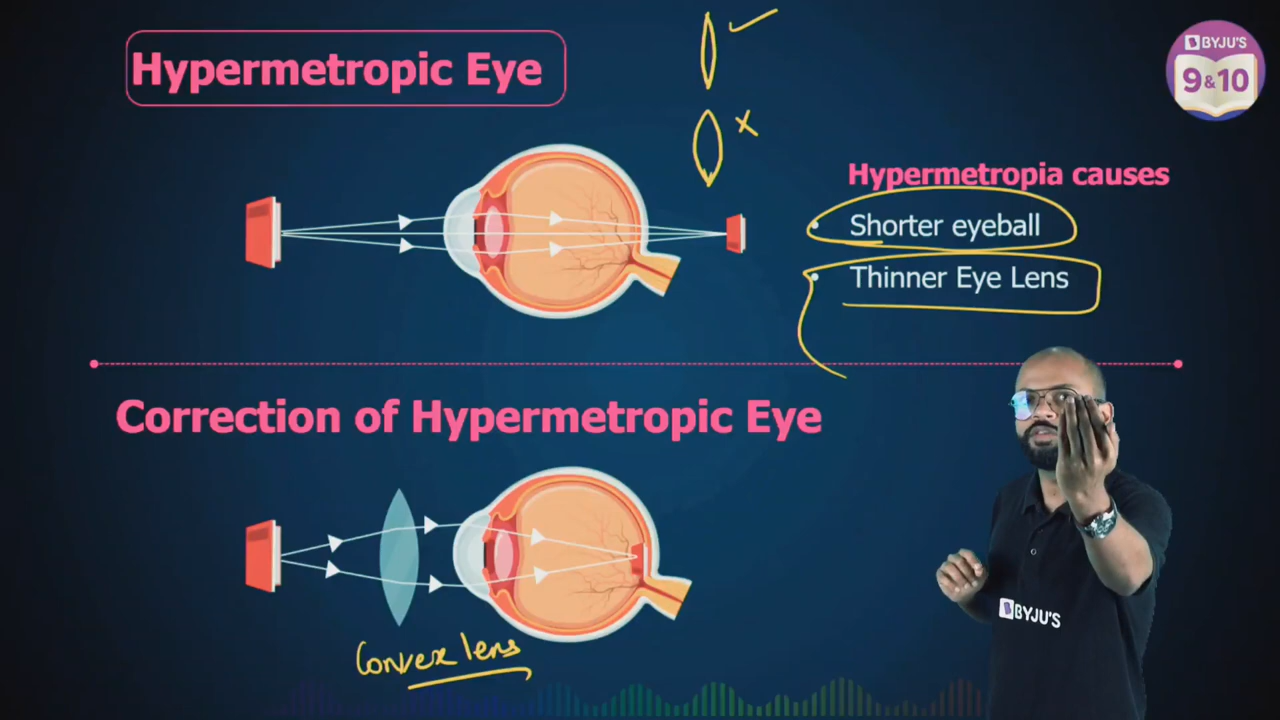 Hypermetropic Eye
BYJU'S
9&10
Hypermetropia causes
• Shorter eyeball
• Thinner Eye Lens
Correction of Hypermetropic Eye
Convex lens
BYJU'S